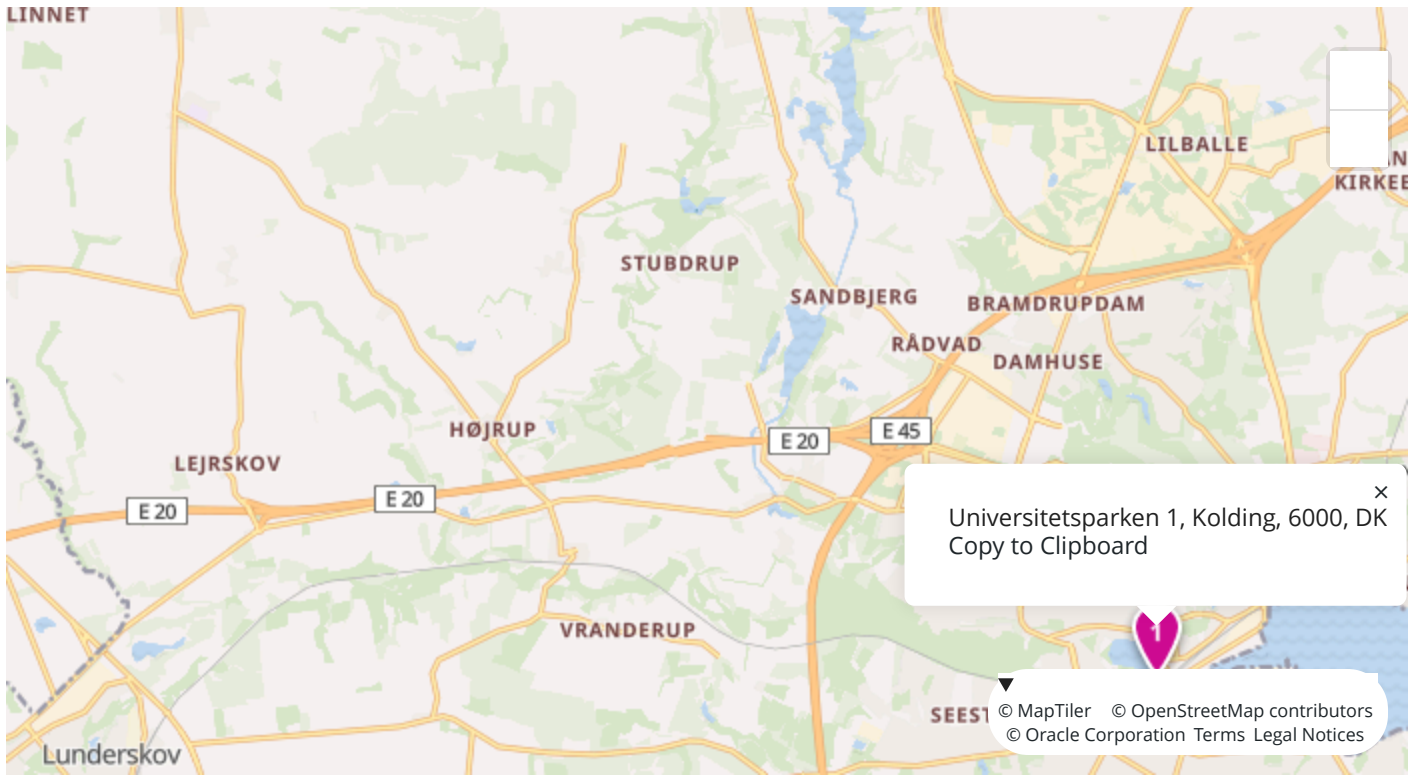 LINNET
LILBALLE
KIRKEE
STUBDRUP
SANDBJERG
BRAMDRUPDAM
RÅDVAD
DAMHUSE
HØJRUP
E 20
E 45
LEJRSKOV
E 20
E 20
×
Universitetsparken 1, Kolding, 6000, DK
Copy to Clipboard
VRANDERUP
1
SEEST
© MapTiler © OpenStreetMap contributors
© Oracle Corporation Terms Legal Notices
Lunderskov